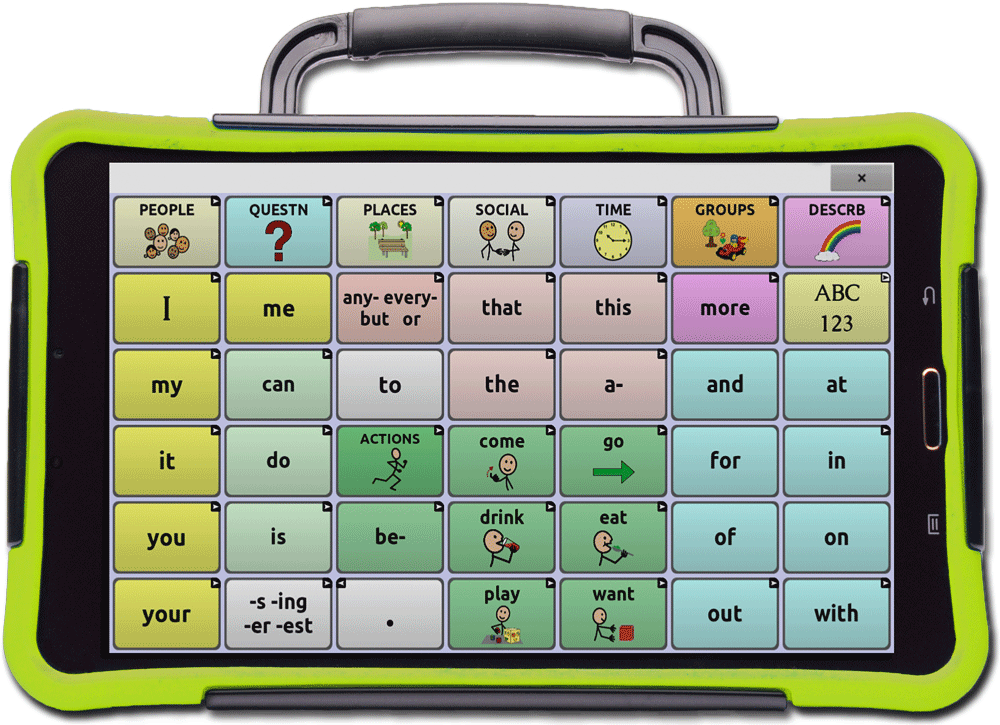 ×
PEOPLE QUESTN PLACES SOCIAL TIME GROUPS DESCRB
I me any- every- but or that this more ABC 123
my can to the a- and at
it do ACTIONS come go for in
you is be- drink eat of on
your -s -ing -er -est . play want out with